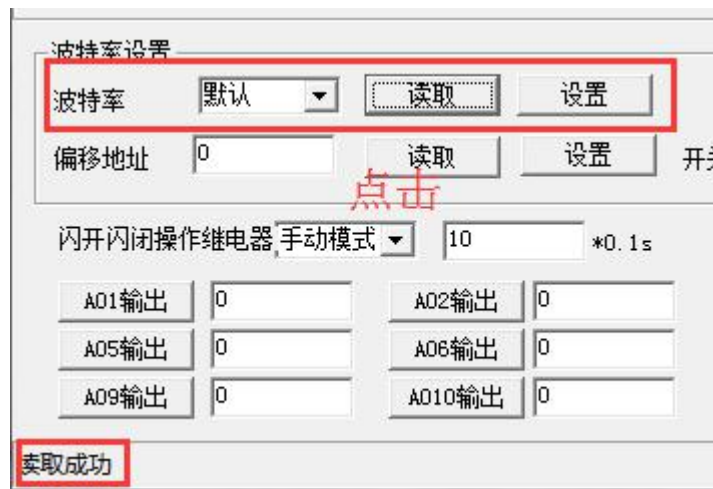 波特率设置
波特率 默认 读取 设置
偏移地址 0 读取 设置 开关
点击
闪开闪闭操作继电器 手动模式 10 *0.1s
A01输出 0 A02输出 0
A05输出 0 A06输出 0
A09输出 0 A010输出 0
读取成功